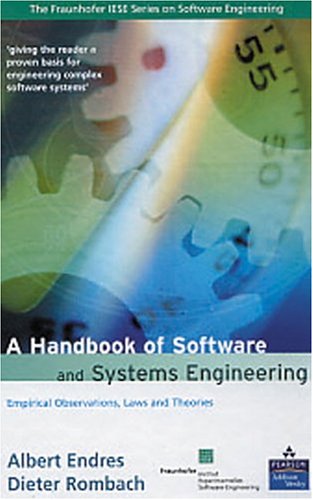 The Fraunhofer IESE Series on Software Engineering
'giving the reader a
proven basis for
engineering complex
software systems'
55
50
A Handbook of Software
and Systems Engineering
Empirical Observations, Laws and Theories
Albert Endres
Dieter Rombach
Fraunhofer
Institut
Experimentelles
Software Engineering
PEARSON
Addison
Wesley